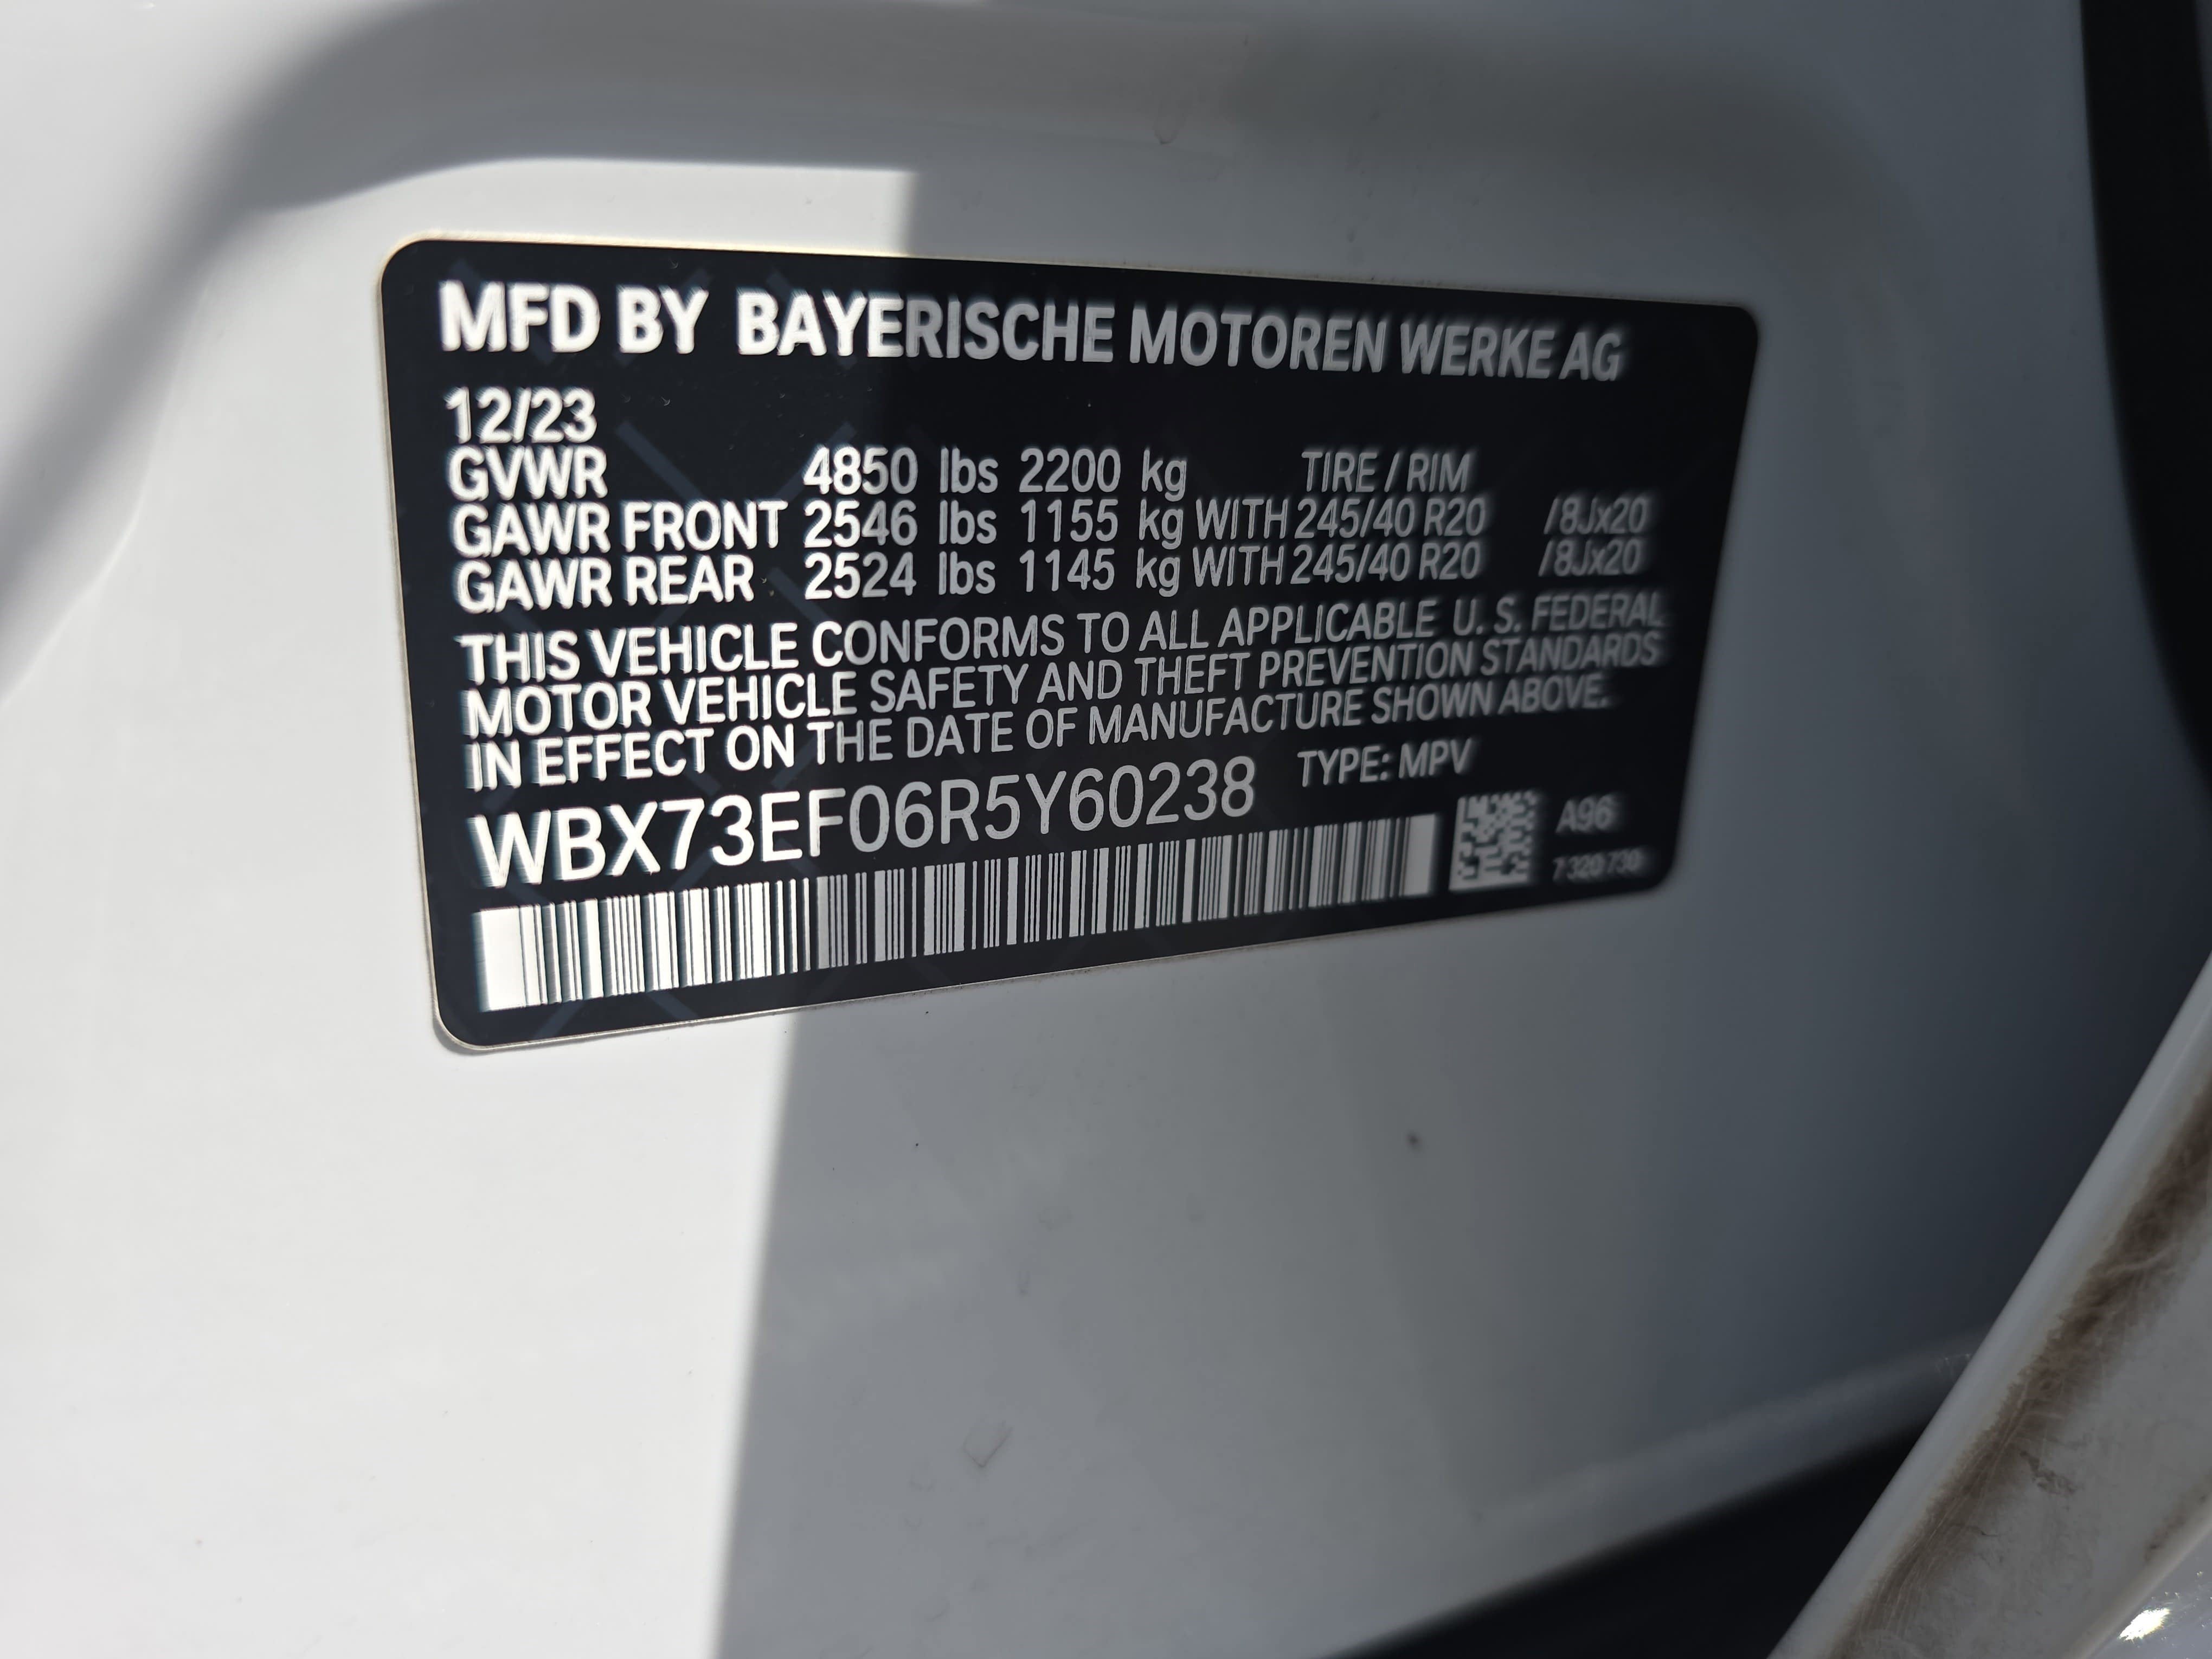 MFD BY BAYERISCHE MOTOREN WERKE AG
12/23
GVWR 4850 lbs 2200 kg TIRE / RIM
GAWR FRONT 2546 lbs 1155 kg WITH 245/40 R20 /8Jx20
GAWR REAR 2524 lbs 1145 kg WITH 245/40 R20 /8Jx20
THIS VEHICLE CONFORMS TO ALL APPLICABLE U. S. FEDERAL
MOTOR VEHICLE SAFETY AND THEFT PREVENTION STANDARDS
IN EFFECT ON THE DATE OF MANUFACTURE SHOWN ABOVE.
WBX73EF06R5Y60238 TYPE: MPV
A96
7 320 730